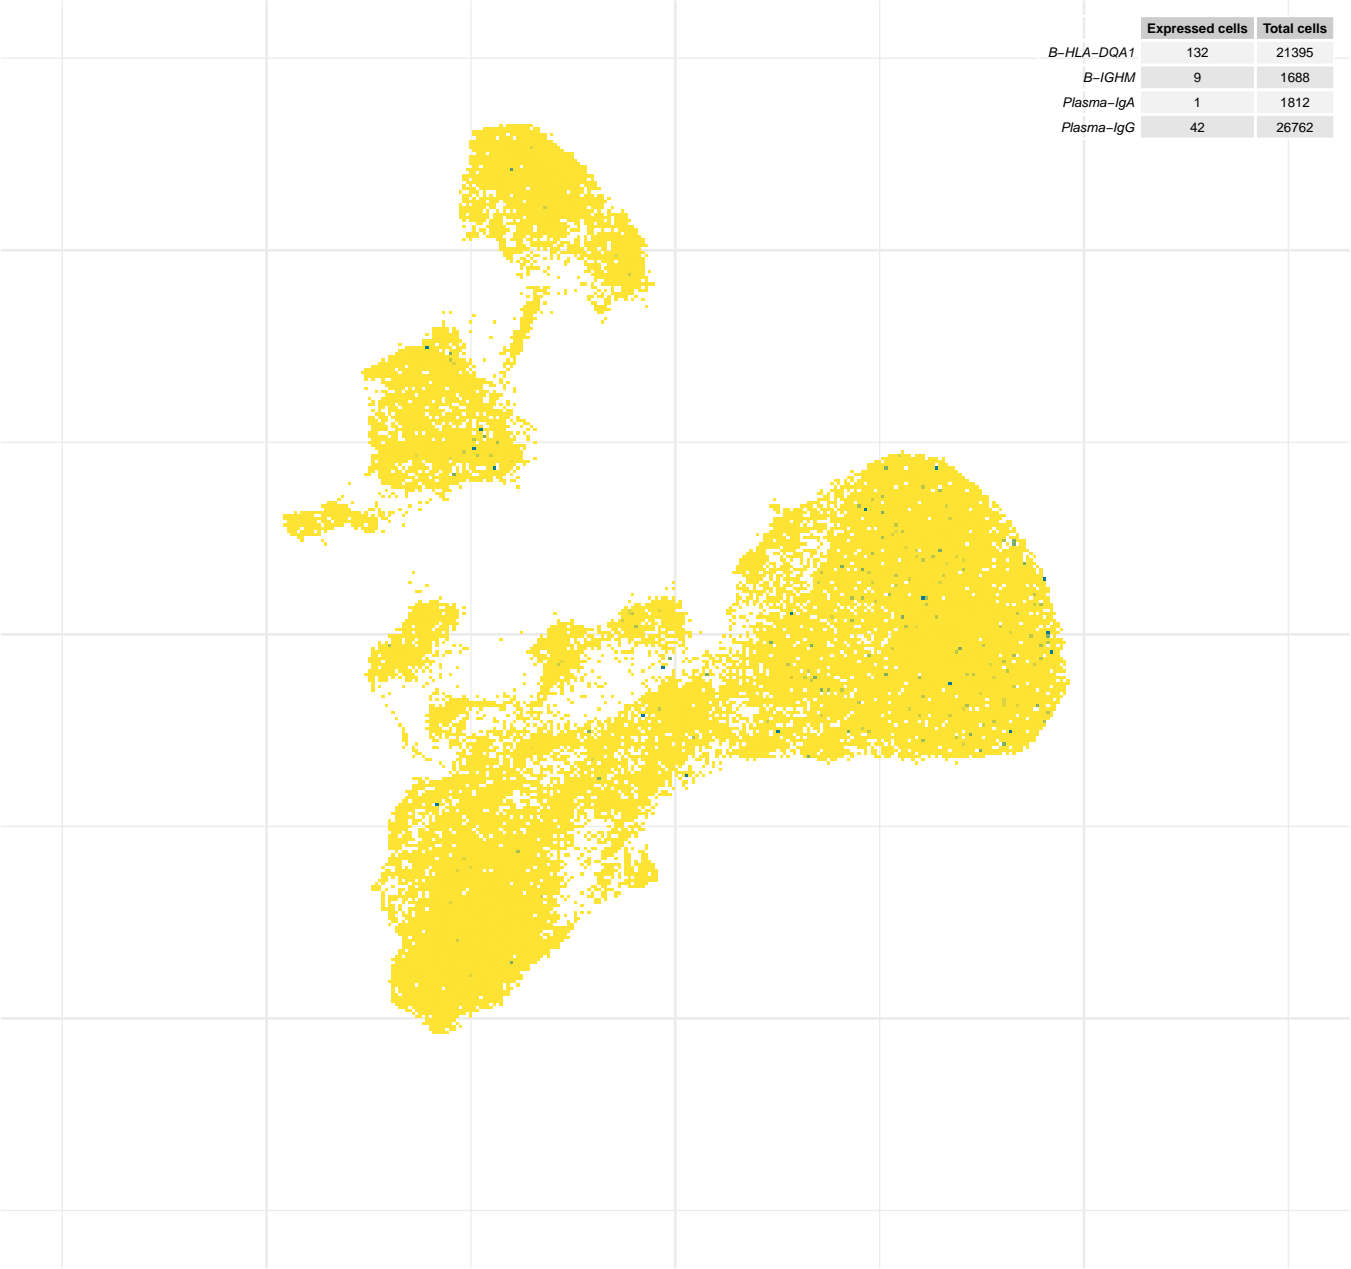 Expressed cells Total cells
B−HLA−DQA1 132 21395
B−IGHM 9 1688
Plasma−IgA 1 1812
Plasma−IgG 42 26762